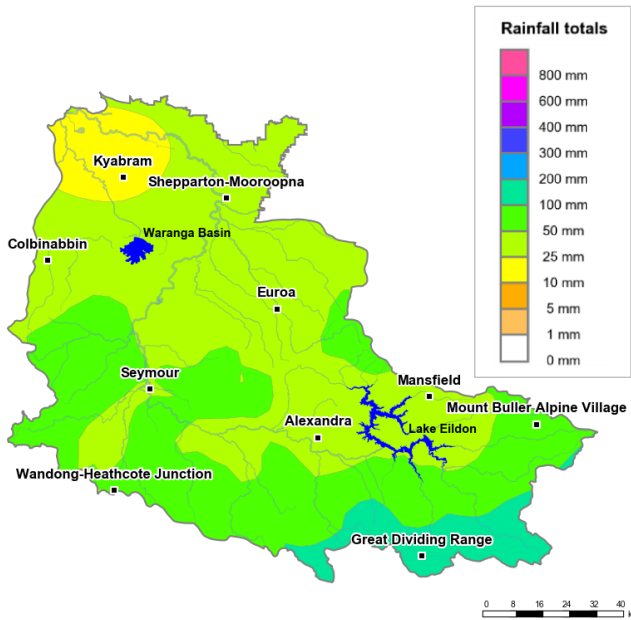 Rainfall totals
800 mm
600 mm
400 mm
300 mm
200 mm
100 mm
50 mm
25 mm
10 mm
5 mm
1 mm
0 mm
Kyabram
Shepparton-Mooroopna
Waranga Basin
Colbinabbin
Euroa
Seymour
Mansfield
Mount Buller Alpine Village
Alexandra
Lake Eildon
Wandong-Heathcote Junction
Great Dividing Range
0 8 16 24 32 40